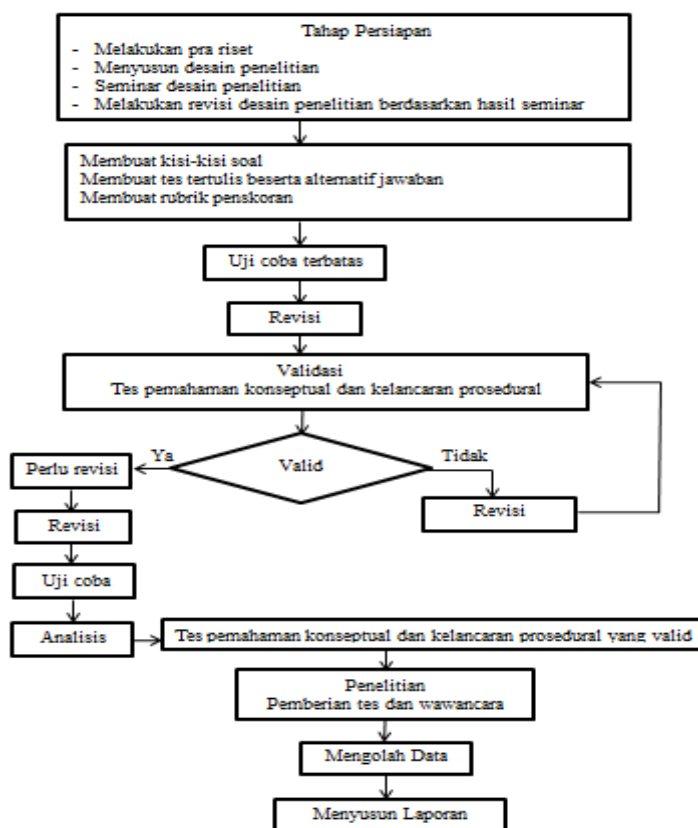 Tahap Persiapan
- Melakukan pra riset
- Menyusun desain penelitian
- Seminar desain penelitian
- Melakukan revisi desain penelitian berdasarkan hasil seminar
Membuat kisi-kisi soal
Membuat tes tertulis beserta alternatif jawaban
Membuat rubrik penskoran
Uji coba terbatas
Revisi
Validasi
Tes pemahaman konseptual dan kelancaran prosedural
Valid
Ya
Tidak
Perlu revisi
Revisi
Revisi
Uji coba
Analisis
Tes pemahaman konseptual dan kelancaran prosedural yang valid
Penelitian
Pemberian tes dan wawancara
Mengolah Data
Menyusun Laporan